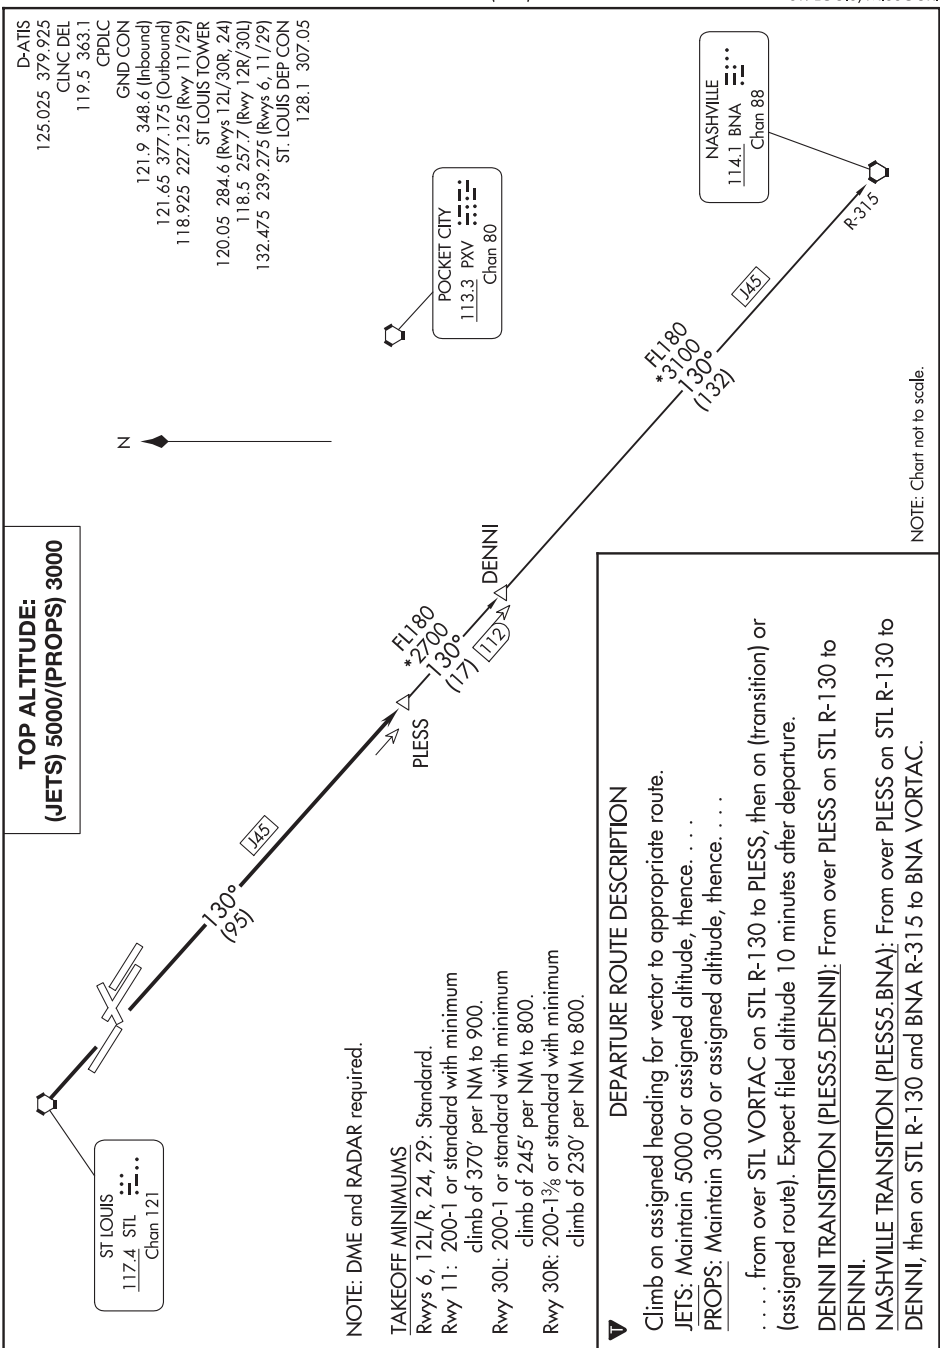 TOP ALTITUDE:
(JETS) 5000/(PROPS) 3000
D-ATIS
125.025 379.925
CLNC DEL
119.5 363.1
CPDLC
GND CON
121.9 348.6 (Inbound)
121.65 377.175 (Outbound)
118.925 227.125 (Rwy 11/29)
ST LOUIS TOWER
120.05 284.6 (Rwys 12L/30R, 24)
118.5 257.7 (Rwy 12R/30L)
132.475 239.275 (Rwys 6, 11/29)
ST. LOUIS DEP CON
128.1 307.05
N
ST LOUIS
117.4 STL
Chan 121
130°
(95)
J45
PLESS
FL180
*2700
130°
(17)
112
DENNI
POCKET CITY
113.3 PXV
Chan 80
FL180
*3100
130°
(132)
J45
R-315
NASHVILLE
114.1 BNA
Chan 88
NOTE: DME and RADAR required.
TAKEOFF MINIMUMS
Rwys 6, 12L/R, 24, 29: Standard.
Rwy 11: 200-1 or standard with minimum
climb of 370' per NM to 900.
Rwy 30L: 200-1 or standard with minimum
climb of 245' per NM to 800.
Rwy 30R: 200-1⅜ or standard with minimum
climb of 230' per NM to 800.
NOTE: Chart not to scale.
T
DEPARTURE ROUTE DESCRIPTION
Climb on assigned heading for vector to appropriate route.
JETS: Maintain 5000 or assigned altitude, thence. . . .
PROPS: Maintain 3000 or assigned altitude, thence. . . .
. . . . from over STL VORTAC on STL R-130 to PLESS, then on (transition) or
(assigned route). Expect filed altitude 10 minutes after departure.
DENNI TRANSITION (PLESS5.DENNI): From over PLESS on STL R-130 to
DENNI.
NASHVILLE TRANSITION (PLESS5.BNA): From over PLESS on STL R-130 to
DENNI, then on STL R-130 and BNA R-315 to BNA VORTAC.